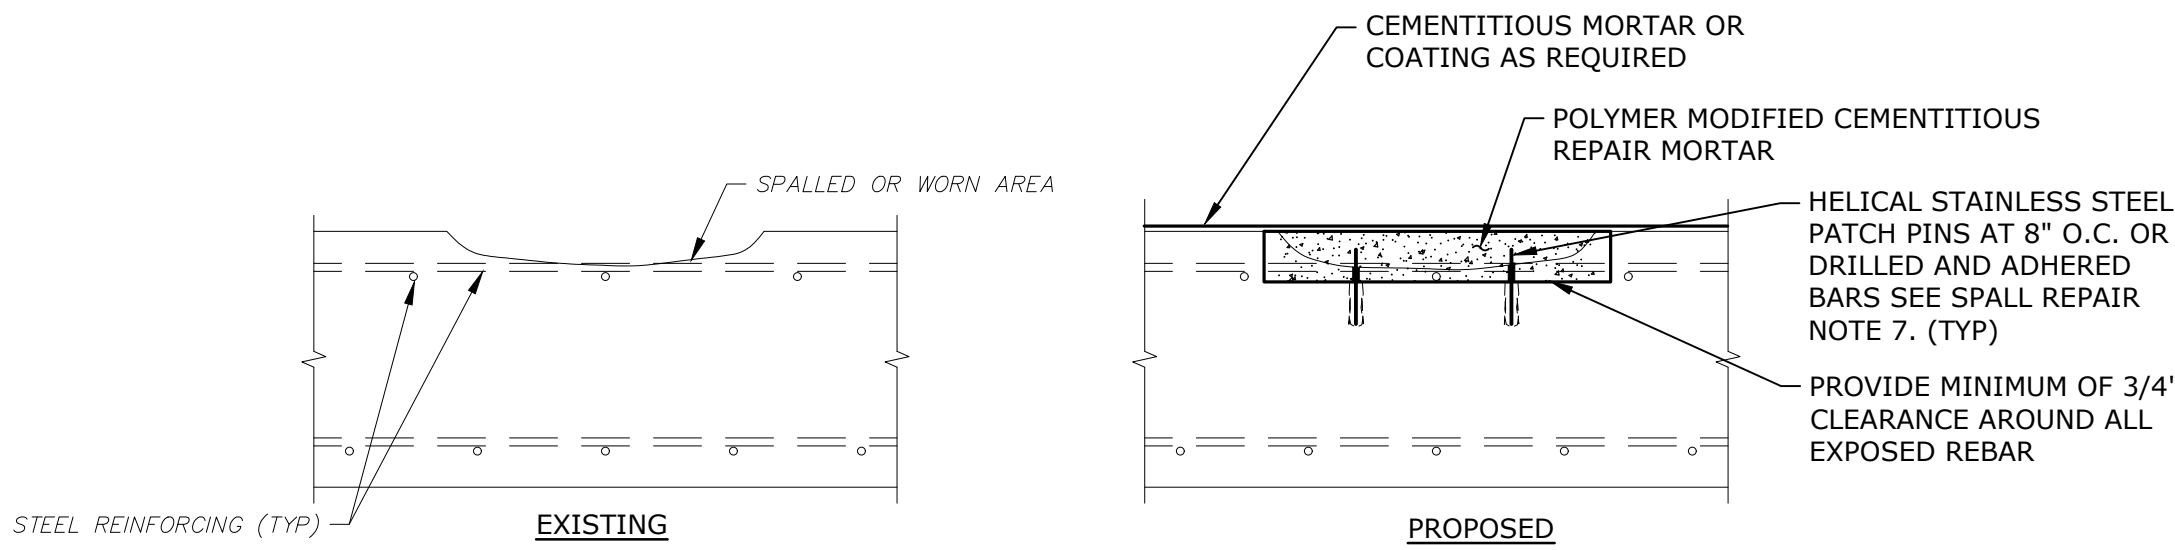 SPALLED OR WORN AREA
STEEL REINFORCING (TYP)
EXISTING
CEMENTITIOUS MORTAR OR
COATING AS REQUIRED
POLYMER MODIFIED CEMENTITIOUS
REPAIR MORTAR
HELICAL STAINLESS STEEL
PATCH PINS AT 8" O.C. OR
DRILLED AND ADHERED
BARS SEE SPALL REPAIR
NOTE 7. (TYP)
PROVIDE MINIMUM OF 3/4'
CLEARANCE AROUND ALL
EXPOSED REBAR
PROPOSED